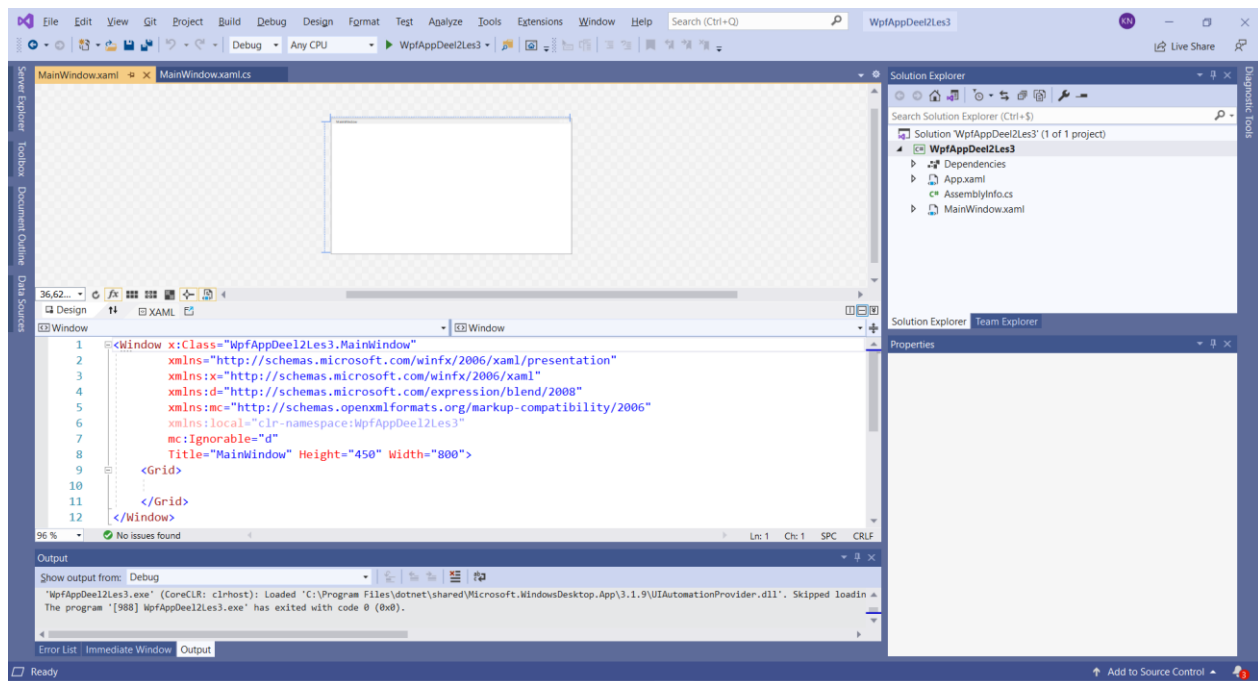 File Edit View Git Project Build Debug Design Format Test Analyze Tools Extensions Window Help Search (Ctrl+Q) WpfAppDeel2Les3 KN
Debug Any CPU WpfAppDeel2Les3 Live Share
Server Explorer
Toolbox
Document Outline
Data Sources
MainWindow.xaml MainWindow.xaml.cs
MainWindow
36,62...
Design XAML
Window Window
1 <Window x:Class="WpfAppDeel2Les3.MainWindow"
2 xmlns="http://schemas.microsoft.com/winfx/2006/xaml/presentation"
3 xmlns:x="http://schemas.microsoft.com/winfx/2006/xaml"
4 xmlns:d="http://schemas.microsoft.com/expression/blend/2008"
5 xmlns:mc="http://schemas.openxmlformats.org/markup-compatibility/2006"
6 xmlns:local="clr-namespace:WpfAppDeel2Les3"
7 mc:Ignorable="d"
8 Title="MainWindow" Height="450" Width="800">
9 <Grid>
10
11 </Grid>
12 </Window>
96 % No issues found Ln: 1 Ch: 1 SPC CRLF
Output
Show output from: Debug
'WpfAppDeel2Les3.exe' (CoreCLR: clrhost): Loaded 'C:\Program Files\dotnet\shared\Microsoft.WindowsDesktop.App\3.1.9\UIAutomationProvider.dll'. Skipped loadin
The program '[988] WpfAppDeel2Les3.exe' has exited with code 0 (0x0).
Error List Immediate Window Output
Solution Explorer
Search Solution Explorer (Ctrl+$)
Solution 'WpfAppDeel2Les3' (1 of 1 project)
C# WpfAppDeel2Les3
Dependencies
App.xaml
C# AssemblyInfo.cs
MainWindow.xaml
Solution Explorer Team Explorer
Properties
Diagnostic Tools
Ready Add to Source Control 3